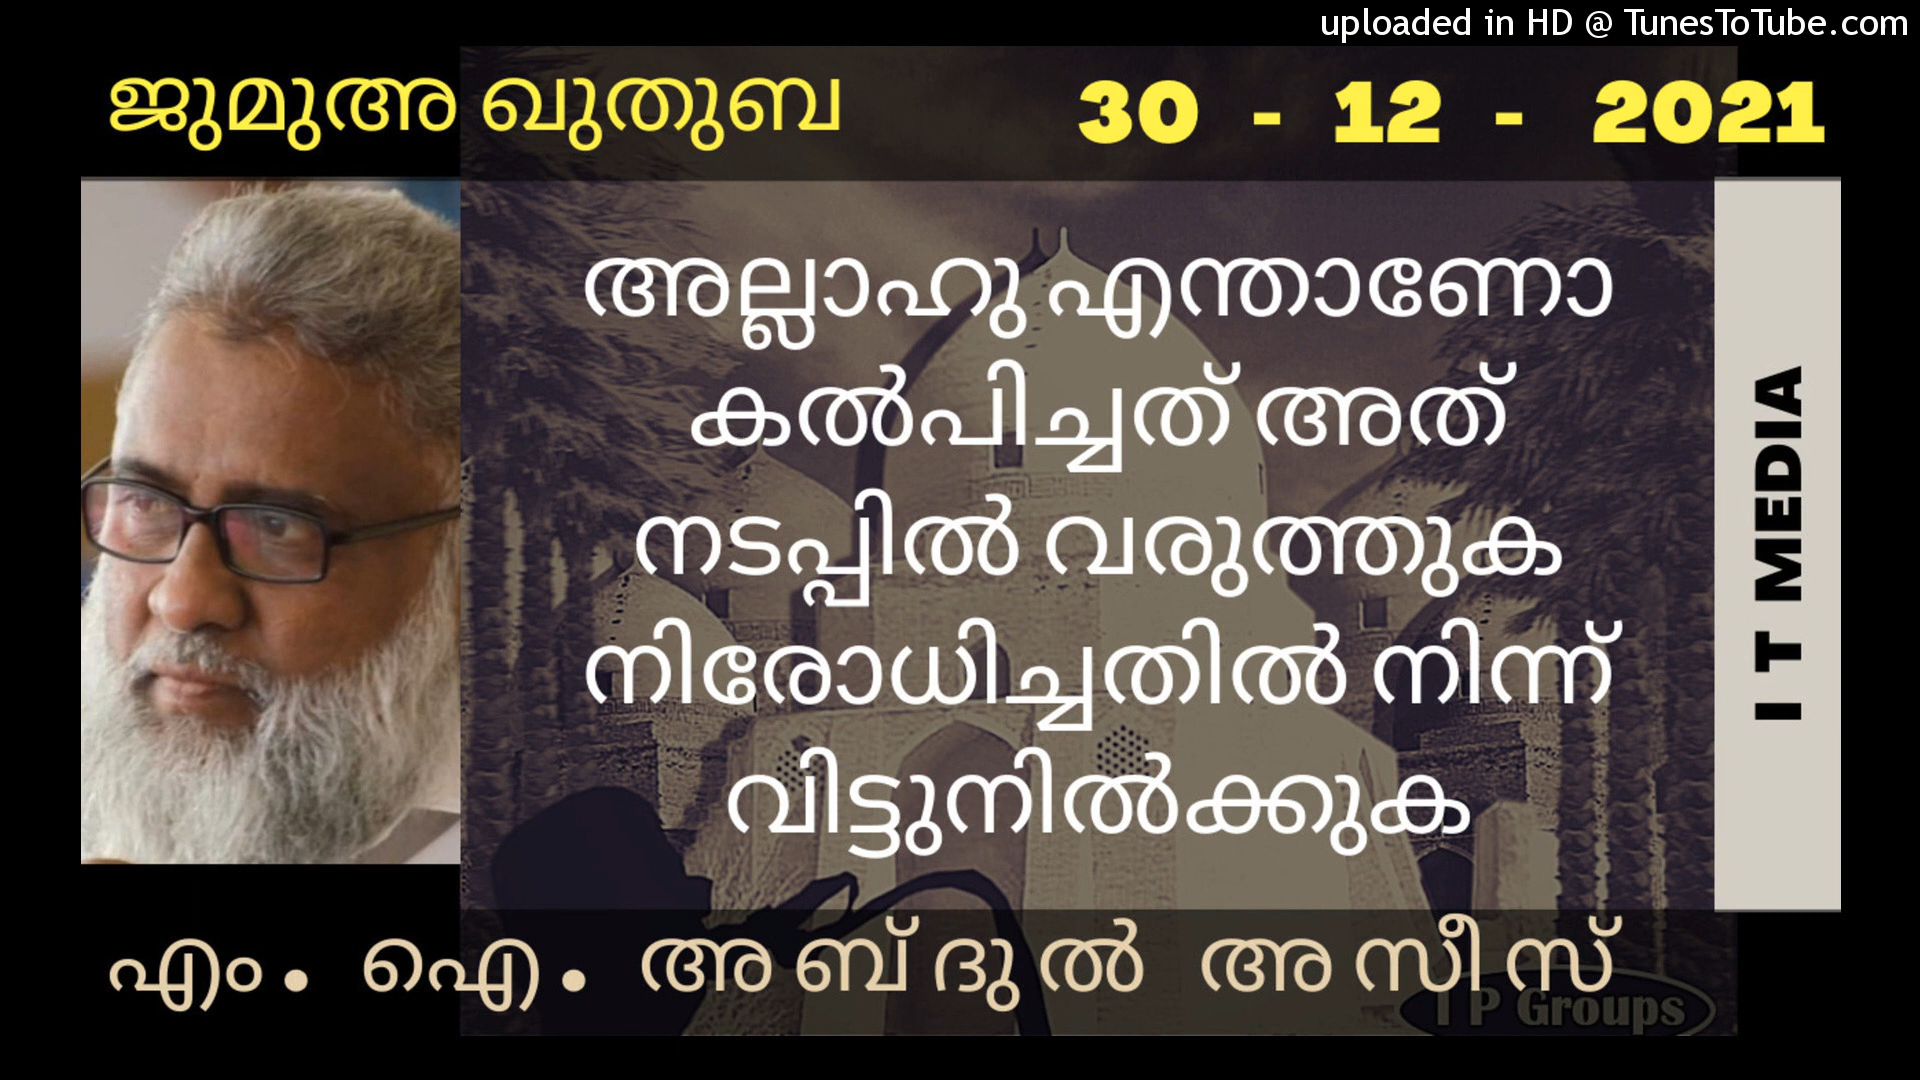 uploaded in HD @ TunesToTube.com
ജുമുഅ ഖുതുബ 30 - 12 - 2021
അല്ലാഹു എന്താണോ
കൽപിച്ചത് അത്
നടപ്പിൽ വരുത്തുക
നിരോധിച്ചതിൽ നിന്ന്
വിട്ടുനിൽക്കുക
I T MEDIA
എം. ഐ. അബ്ദുൽ അസീസ്
I P Groups